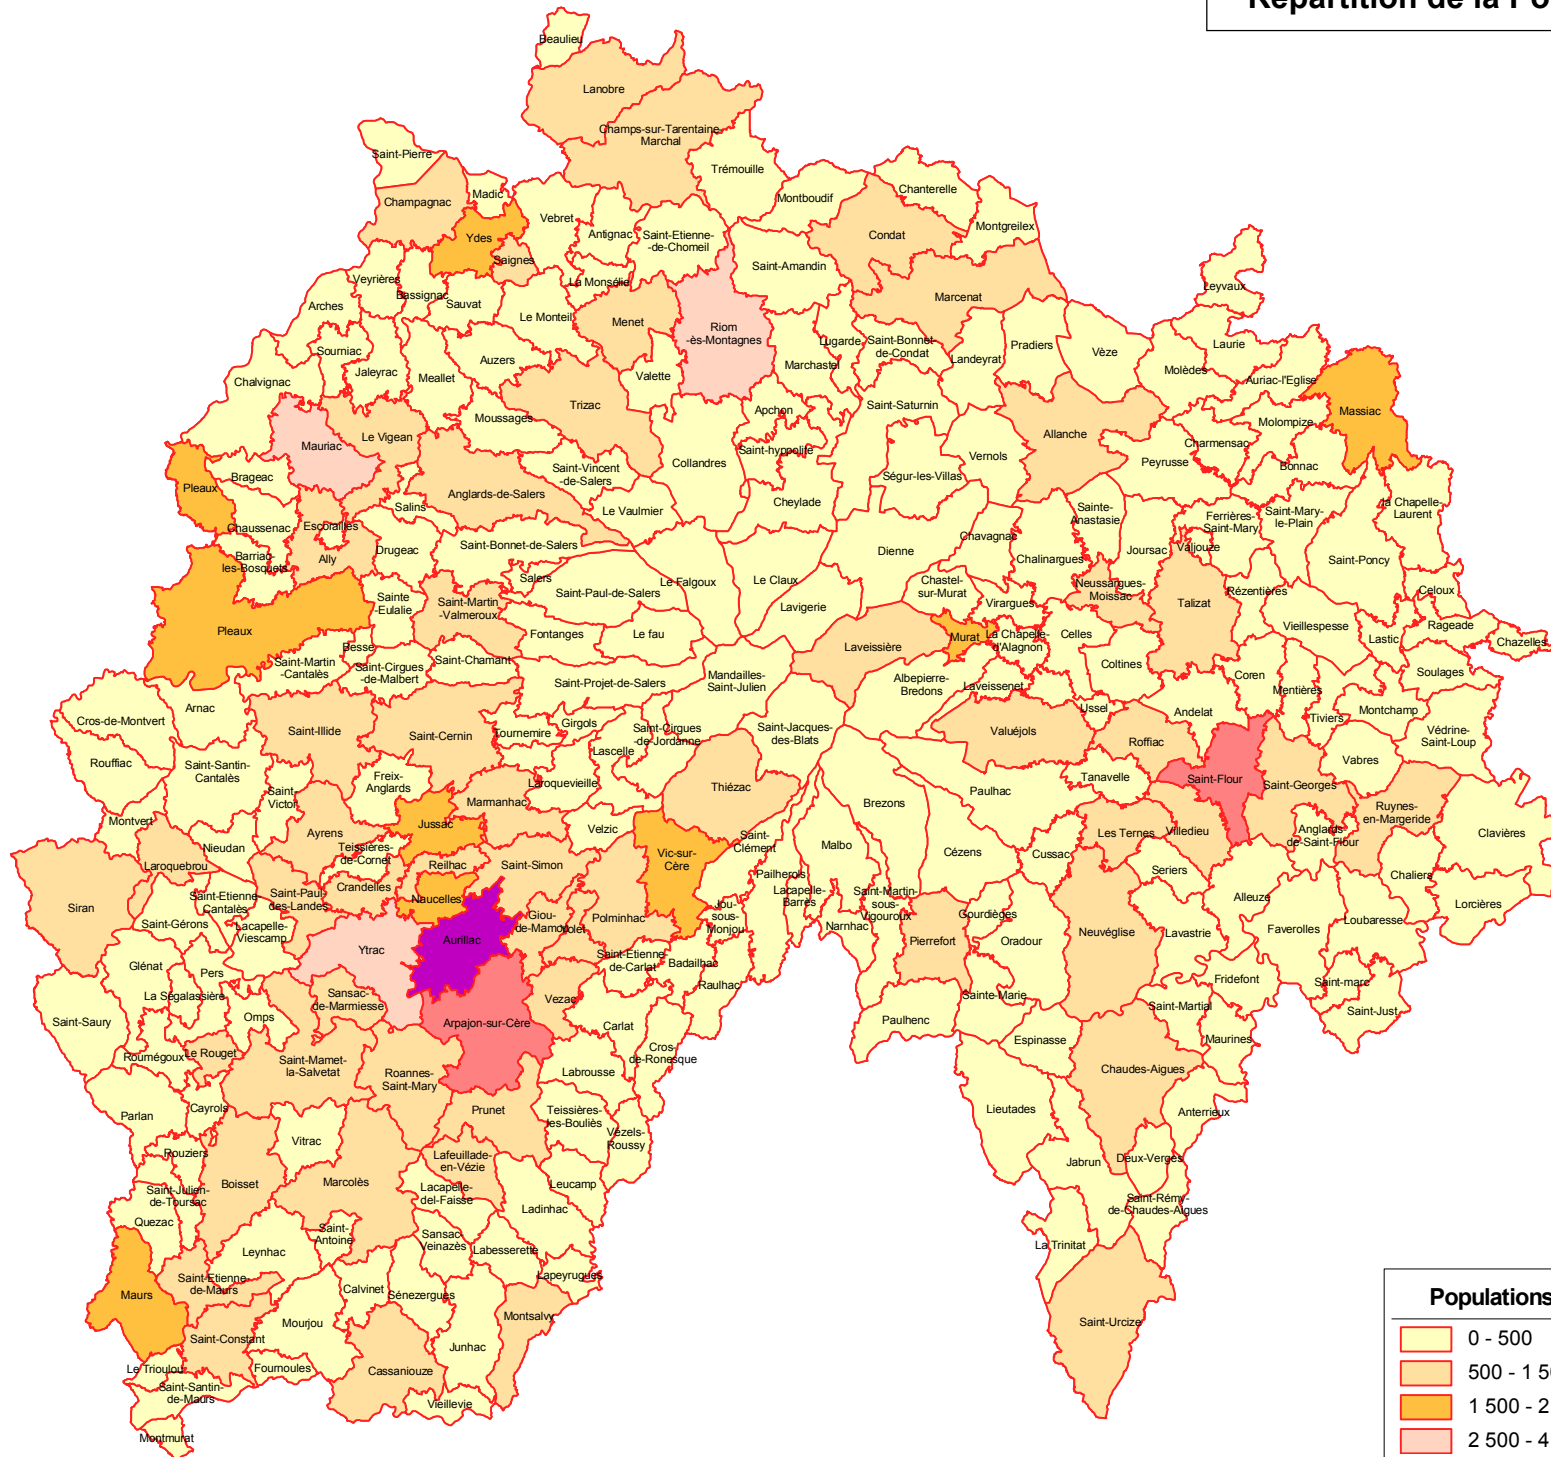 Répartition de la Po
Beaulieu
Lanobre
Champs-sur-Tarentaine-
Marchal
Saint-Pierre
Trémouille
Madic
Champagnac
Montboudif
Chanterelle
Vebret
Antignac
Saint-Etienne-
-de-Chomeil
Ydes
Condat
Montgreilex
Saignes
Saint-Amandin
Veyrières
Bassignac
Sauvat
La Monsélie
Leyvaux
Arches
Marcenat
Le Monteil
Menet
Riom
-ès-Montagnes
Lugarde
Saint-Bonnet-
de-Condat
Pradiers
Vèze
Laurie
Sourniac
Auzers
Landeyrat
Marchastel
Molèdes
Jaleyrac
Meallet
Valette
Auriac-l'Eglise
Chalvignac
Trizac
Saint-Saturnin
Apchon
Massiac
Moussages
Molompize
Le Vigean
Mauriac
Allanche
Charmensac
Saint-hyppolite
Vernols
Collandres
Peyrusse
Bonnac
Brageac
Saint-Vincent
-de-Salers
Ségur-les-Villas
Pleaux
Anglards-de-Salers
Cheylade
la Chapelle-
Laurent
Salins
Le Vaulmier
Sainte-
Anastasie
Ferrières-
Saint-Mary
Saint-Mary-
le-Plain
Chaussenac
Escorailles
Chavagnac
Valjouze
Barriac-
les-Bosquets
Ally
Drugeac
Saint-Bonnet-de-Salers
Dienne
Joursac
Chalinargues
Saint-Poncy
Salers
Le Falgoux
Le Claux
Chastel-
sur-Murat
Neussargues-
Moissac
Rézentières
Celoux
Sainte
-Eulalie
Saint-Martin
-Valmeroux
Saint-Paul-de-Salers
Lavigerie
Virargues
Talizat
Pleaux
Fontanges
Le fau
Murat
La Chapelle-
d'Alagnon
Celles
Vieillespesse
Rageade
Lastic
Chazelles
Besse
Laveissière
Saint-Martin
-Cantalès
Saint-Cirgues
-de-Malbert
Saint-Chamant
Coltines
Coren
Soulages
Saint-Projet-de-Salers
Mandailles-
Saint-Julien
Albepierre-
Bredons
Laveissenet
Mentières
Arnac
Ussel
Andelat
Montchamp
Cros-de-Montvert
Tiviers
Saint-Illide
Saint-Cernin
Tournemire
Girgols
Saint-Cirgues
-de-Jordanne
Saint-Jacques-
des-Blats
Valuéjols
Roffiac
Védrine-
Saint-Loup
Rouffiac
Saint-Santin-
Cantalès
Lascelle
Vabres
Freix-
Anglards
Laroquevieille
Thiézac
Tanavelle
Saint-Flour
Saint-Georges
Saint-
Victor
Marmanhac
Brezons
Paulhac
Ruynes-
en-Margeride
Montvert
Ayrens
Jussac
Velzic
Les Ternes
Villedieu
Anglards-
de-Saint-Flour
Clavières
Nieudan
Teissières-
de-Cornet
Saint-
Clément
Malbo
Cézens
Cussac
Laroquebrou
Reilhac
Saint-Simon
Vic-sur-
Cère
Pailherols
Seriers
Chaliers
Siran
Saint-Etienne-
Cantalès
Saint-Paul-
des-Landes
Crandelles
Naucelles
Lacapelle-
Barrès
Saint-Martin-
sous-
Vigouroux
Alleuze
Lorcières
Saint-Gérons
Lacapelle-
Viescamp
Giou-
de-Mamou
Yolet
Polminhac
Jou-
sous-
Monjou
Narnhac
Gourdièges
Loubaresse
Ytrac
Aurillac
Pierrefort
Oradour
Neuvéglise
Lavastrie
Faverolles
Glénat
Pers
Saint-Etienne-
de-Carlat
Badailhac
Raulhac
Fridefont
Saint-marc
La Ségalassière
Sansac-
de-Marmiesse
Vezac
Sainte-Marie
Saint-Martial
Saint-Just
Saint-Saury
Omps
Arpajon-sur-Cère
Carlat
Paulhenc
Roumégoux
Le Rouget
Saint-Mamet-
la-Salvetat
Cros-
de-Ronesque
Espinasse
Maurines
Roannes-
Saint-Mary
Labrousse
Chaudes-Aigues
Parlan
Cayrols
Prunet
Teissières-
les-Bouliès
Lieutades
Anterrieux
Vitrac
Vezels-
Roussy
Rouziers
Lafeuillade-
en-Vézie
Jabrun
Deux-Verges
Boisset
Marcolès
Leucamp
Saint-Julien-
de-Toursac
Lacapelle-
del-Faisse
Saint-Rémy-
de-Chaudes-Aigues
Quezac
Ladinhac
Saint-
Antoine
Sansac-
Veinazès
Leynhac
Labesserette
La Trinitat
Saint-Etienne-
de-Maurs
Lapeyrugues
Maurs
Calvinet
Sénezergues
Mourjou
Montsalvy
Saint-Urcize
Saint-Constant
Junhac
Le Trioulou
Fournoules
Cassaniouze
Saint-Santin-
de-Maurs
Vieillevie
Montmurat
Populations
0 - 500
500 - 1 50
1 500 - 2
2 500 - 4